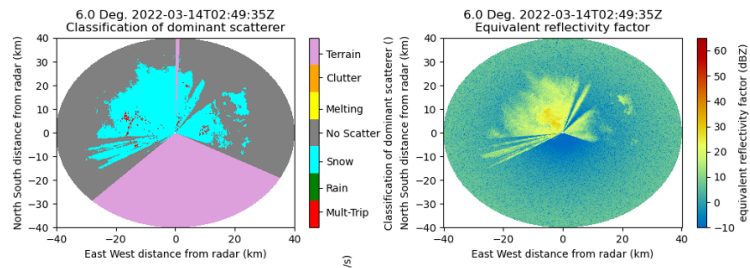 6.0 Deg. 2022-03-14T02:49:35Z
Classification of dominant scatterer
North South distance from radar (km)
40
30
20
10
0
−10
−20
−30
−40
−40
−20
0
20
40
East West distance from radar (km)
Terrain
Clutter
Melting
No Scatter
Snow
Rain
Mult-Trip
Classification of dominant scatterer ()
/s)
6.0 Deg. 2022-03-14T02:49:35Z
Equivalent reflectivity factor
North South distance from radar (km)
40
30
20
10
0
−10
−20
−30
−40
−40
−20
0
20
40
East West distance from radar (km)
60
50
40
30
20
10
0
−10
equivalent reflectivity factor (dBZ)